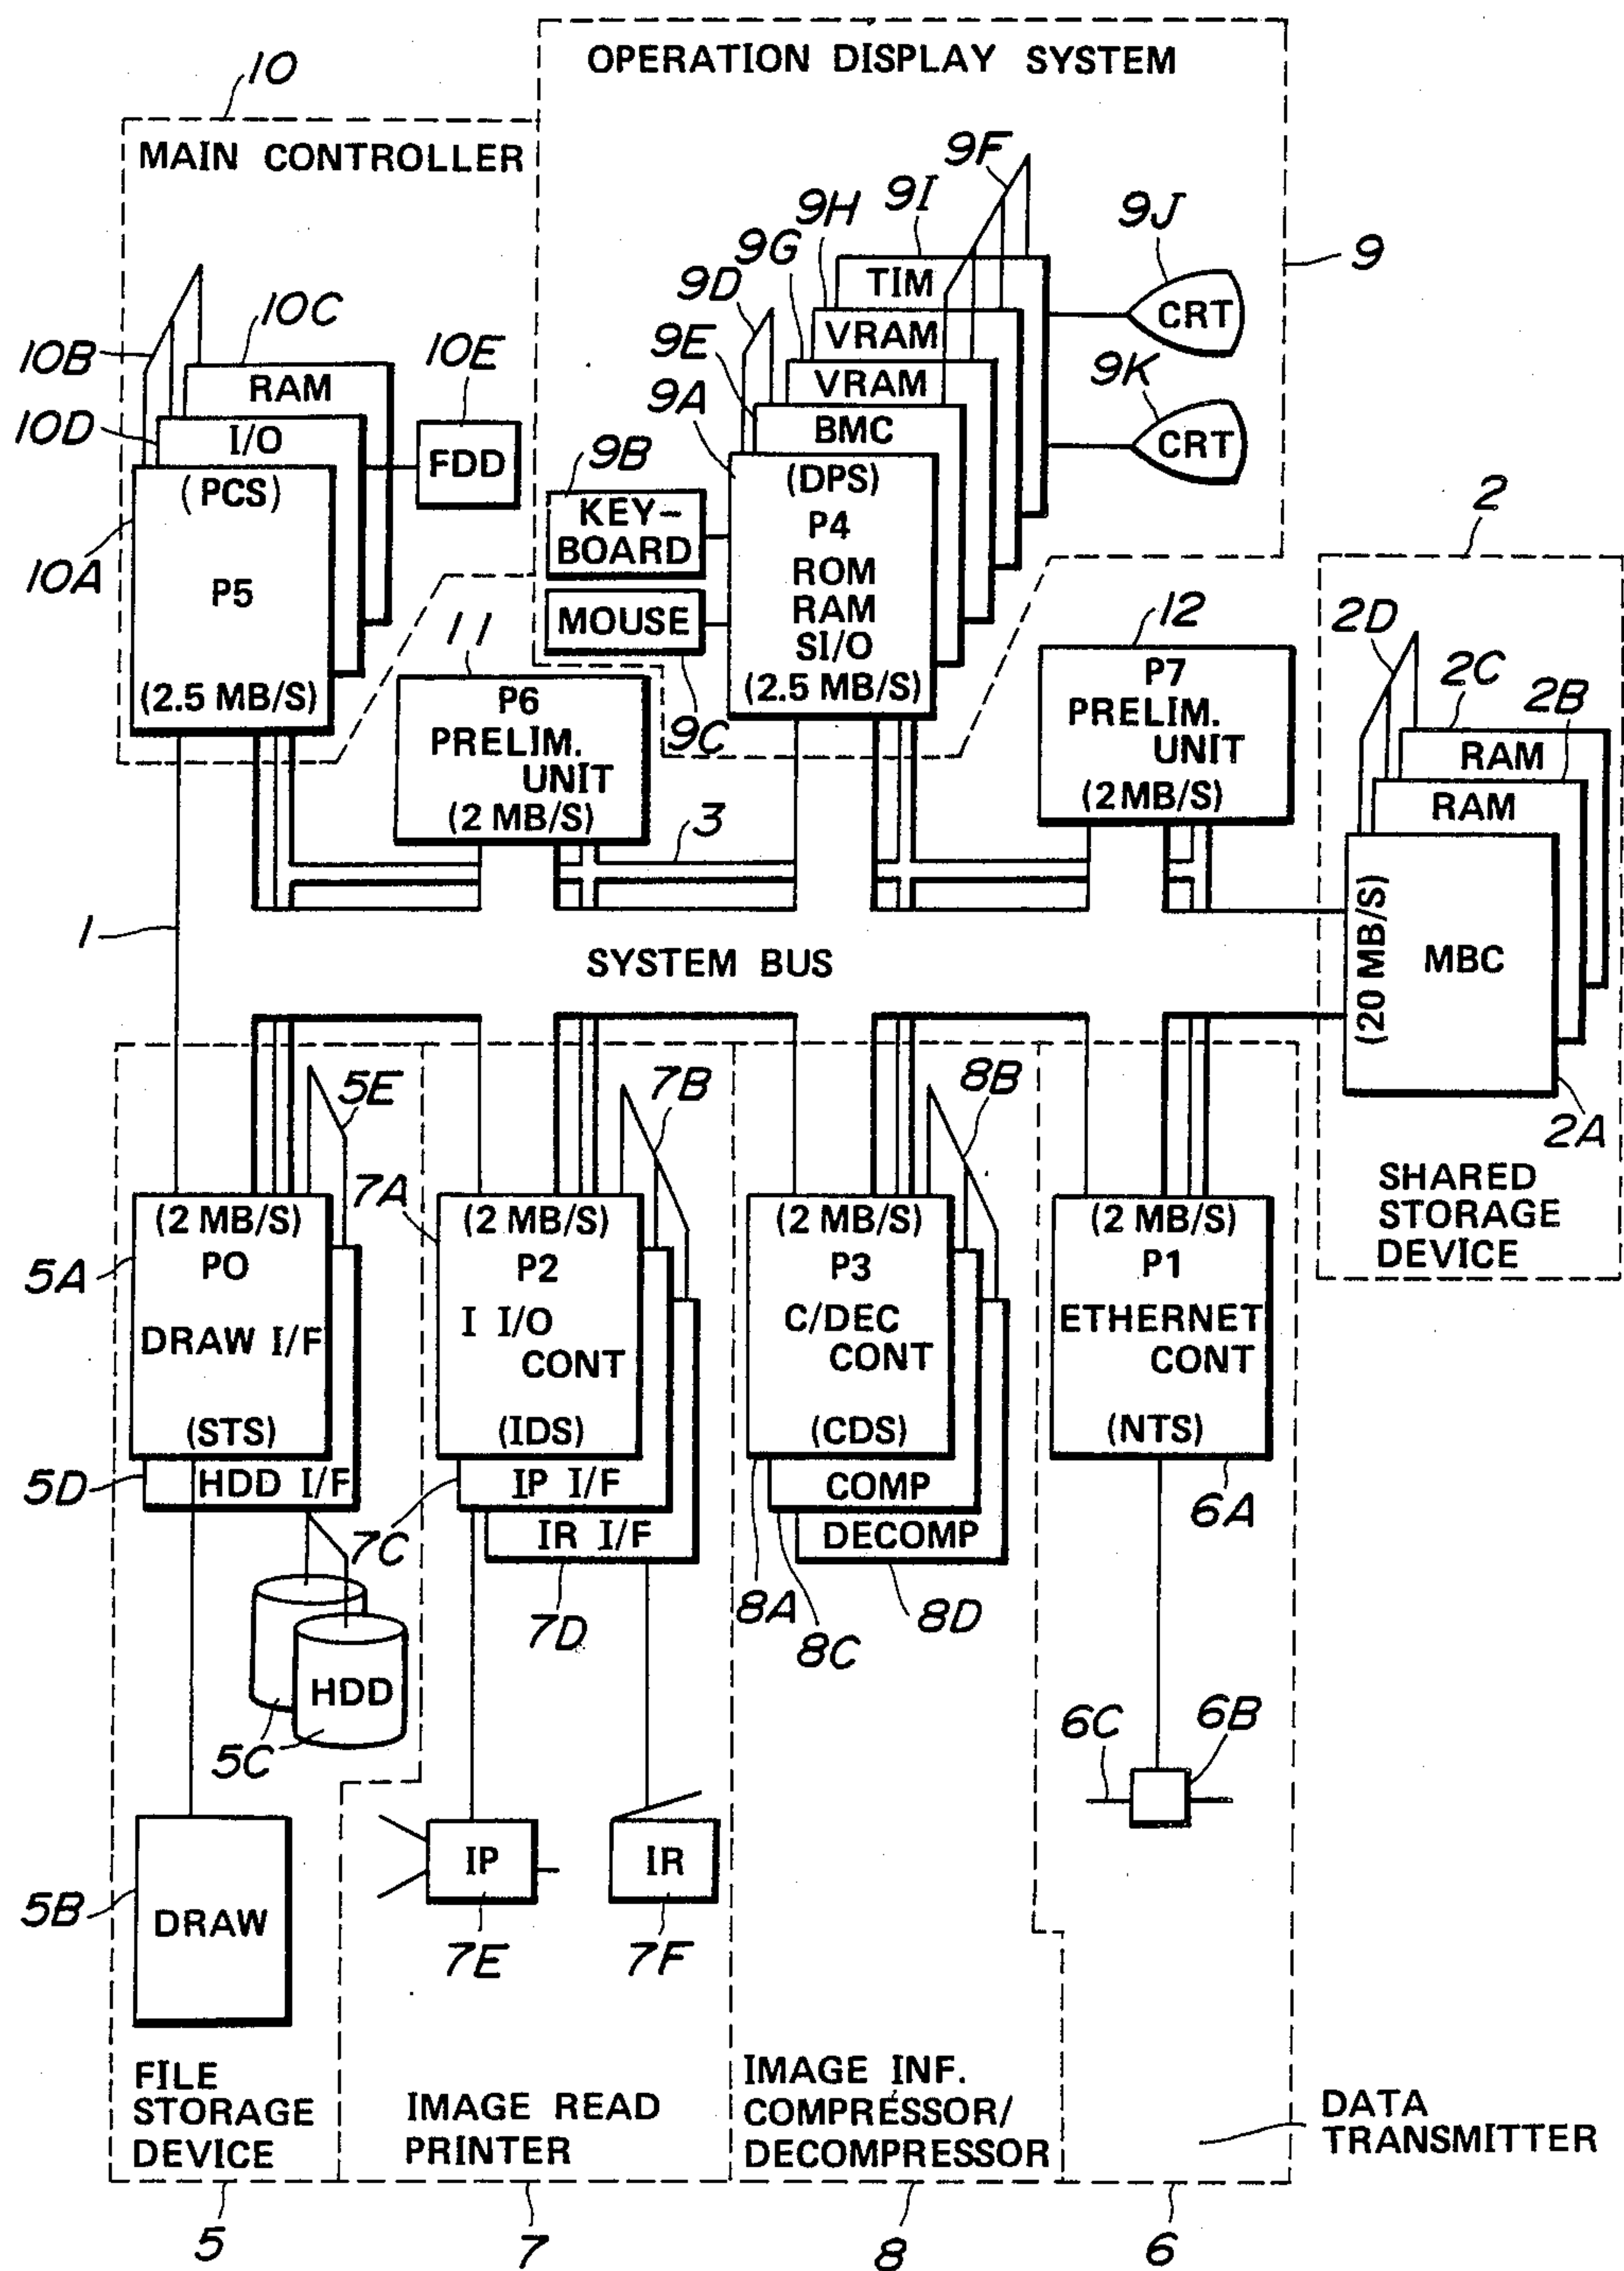 10
OPERATION DISPLAY SYSTEM
MAIN CONTROLLER
9F
9I
9H
9J
9G
9
9D
TIM
CRT
10C
10B
10E
9E
VRAM
9K
RAM
9A
VRAM
10D
I/O
FDD
9B
BMC
CRT
(PCS)
KEY-
BOARD
(DPS)
P4
2
10A
P5
ROM
RAM
SI/O
(2.5 MB/S)
11
MOUSE
12
2D
2C
2B
(2.5 MB/S)
P6
PRELIM.
UNIT
(2 MB/S)
9C
P7
PRELIM.
UNIT
(2 MB/S)
RAM
RAM
3
1
SYSTEM BUS
(20 MB/S)
MBC
2A
5E
7B
8B
SHARED
STORAGE
DEVICE
7A
5A
(2 MB/S)
P0
DRAW I/F
(STS)
(2 MB/S)
P2
I I/O
CONT
(IDS)
(2 MB/S)
P3
C/DEC
CONT
(CDS)
(2 MB/S)
P1
ETHERNET
CONT
(NTS)
5D
HDD I/F
IP I/F
COMP
6A
7C
IR I/F
DECOMP
7D
8A
8C
8D
HDD
5C
6C
6B
5B
DRAW
IP
IR
7E
7F
FILE
STORAGE
DEVICE
IMAGE READ
PRINTER
IMAGE INF.
COMPRESSOR/
DECOMPRESSOR
DATA
TRANSMITTER
5
7
8
6